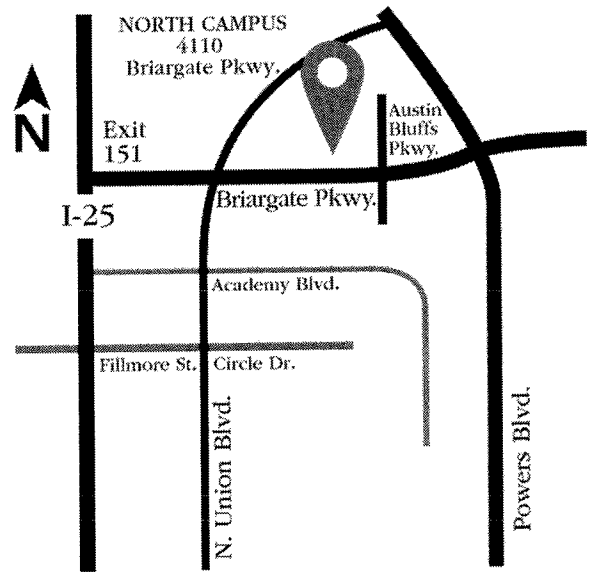 NORTH CAMPUS
4110
Briargate Pkwy.
N
Exit
151
Austin
Bluffs
Pkwy.
Briargate Pkwy.
I-25
Academy Blvd.
Fillmore St.
Circle Dr.
N. Union Blvd.
Powers Blvd.